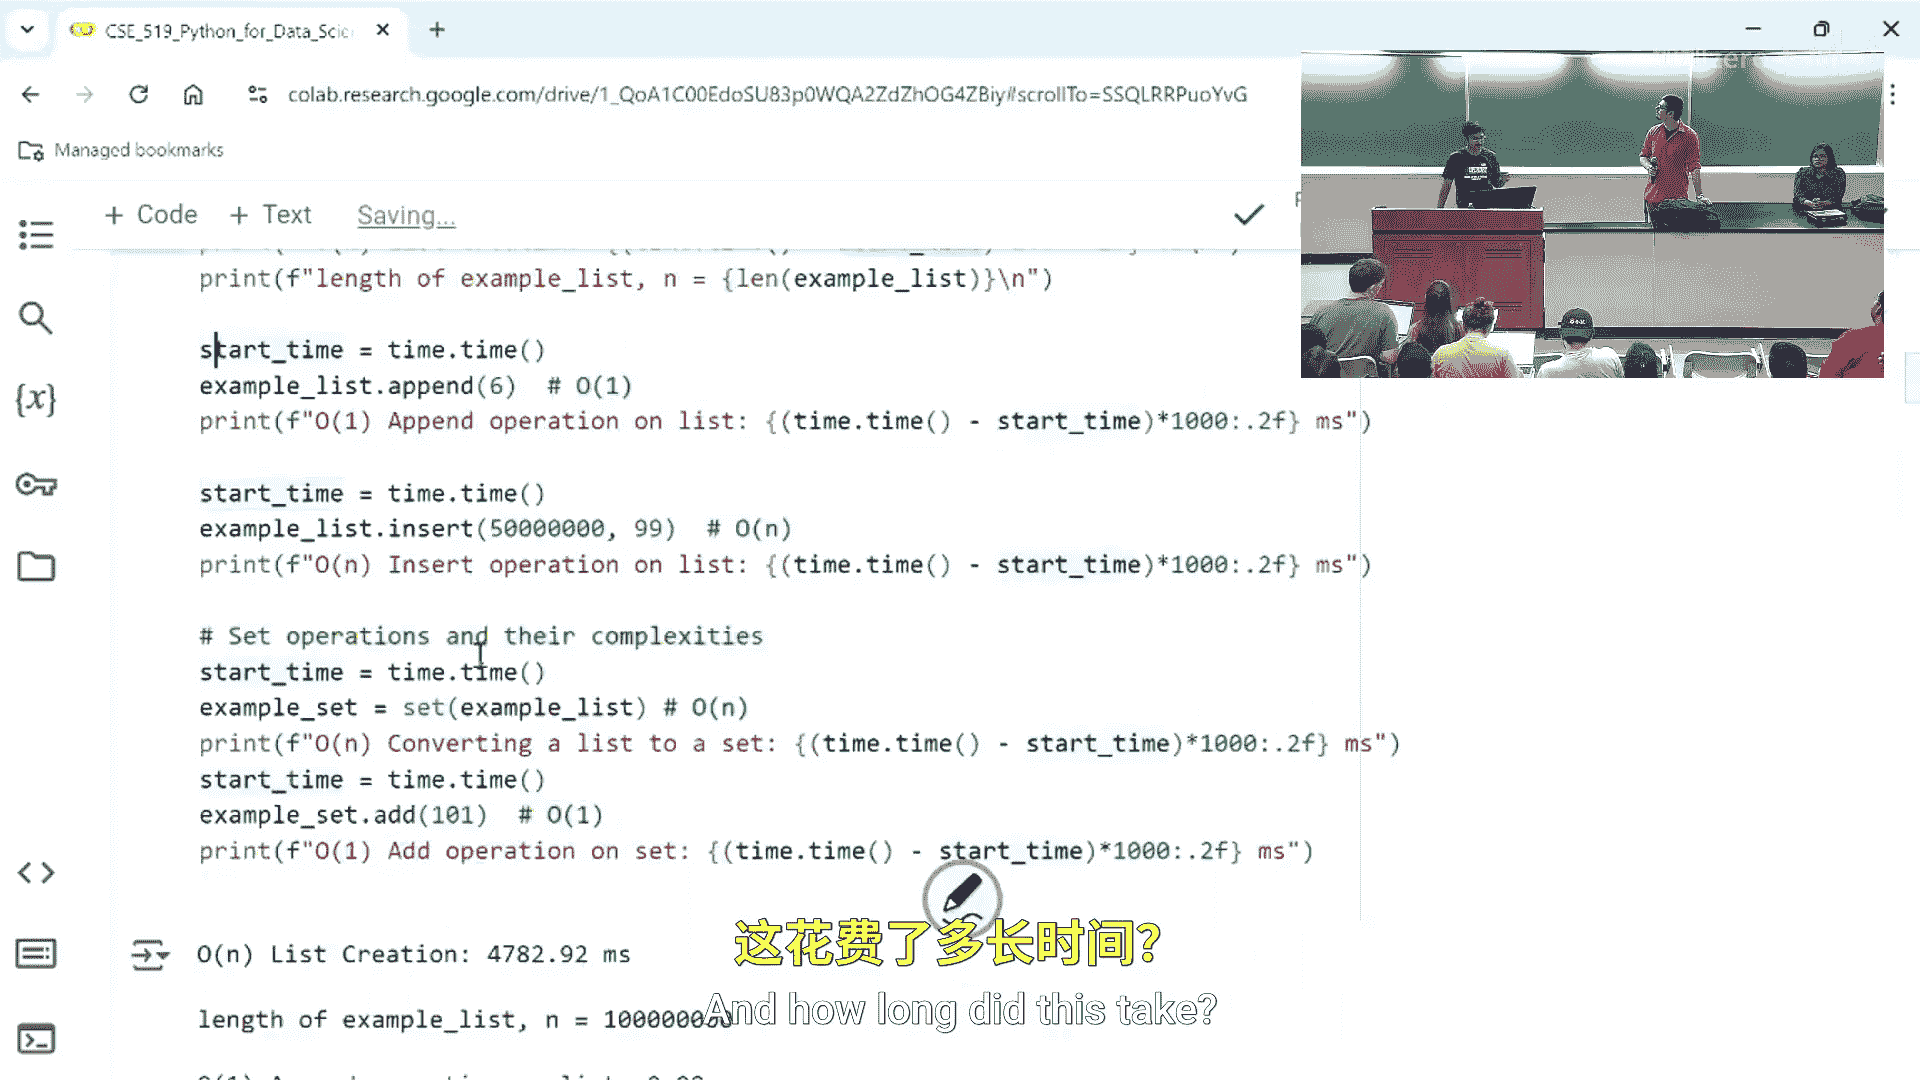 CSE_519_Python_for_Data_Scie
colab.research.google.com/drive/1_QoA1C00EdoSU83p0WQA2ZdZhOG4ZBiy#scrollTo=SSQLRRPuoYvG
Managed bookmarks
+ Code + Text Saving...
print(f"length of example_list, n = {len(example_list)}\n")
start_time = time.time()
example_list.append(6)  # O(1)
print(f"O(1) Append operation on list: {(time.time() - start_time)*1000:.2f} ms")
start_time = time.time()
example_list.insert(50000000, 99)  # O(n)
print(f"O(n) Insert operation on list: {(time.time() - start_time)*1000:.2f} ms")
# Set operations and their complexities
start_time = time.time()
example_set = set(example_list) # O(n)
print(f"O(n) Converting a list to a set: {(time.time() - start_time)*1000:.2f} ms")
start_time = time.time()
example_set.add(101)  # O(1)
print(f"O(1) Add operation on set: {(time.time() - start_time)*1000:.2f} ms")
O(n) List Creation: 4782.92 ms
这花费了多长时间？
length of example_list, n =
And how long did this take?